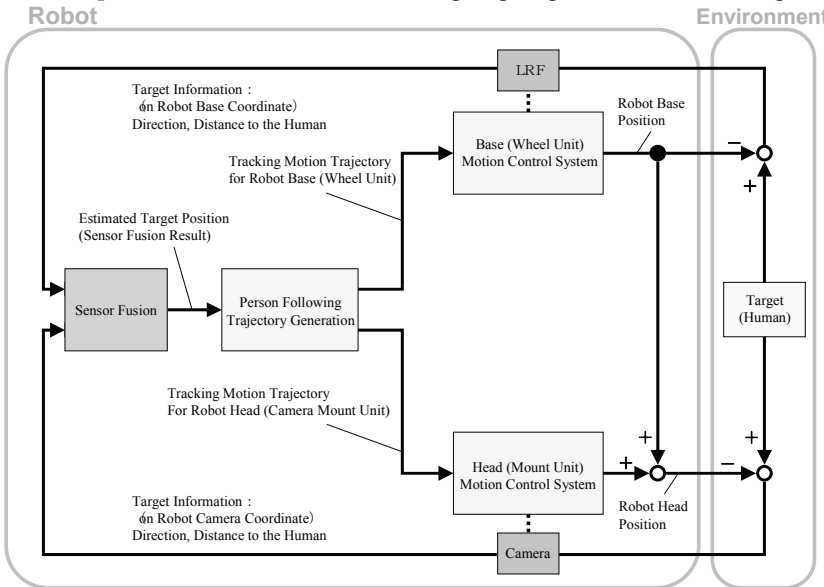 Robot
Environment
LRF
Target Information :
(on Robot Base Coordinate)
Direction, Distance to the Human
Robot Base
Position
Base (Wheel Unit)
Motion Control System
−
+
Tracking Motion Trajectory
for Robot Base (Wheel Unit)
Estimated Target Position
(Sensor Fusion Result)
Sensor Fusion
Person Following
Trajectory Generation
Target
(Human)
Tracking Motion Trajectory
For Robot Head (Camera Mount Unit)
Head (Mount Unit)
Motion Control System
+
+
+
−
Robot Head
Position
Target Information :
(on Robot Camera Coordinate)
Direction, Distance to the Human
Camera